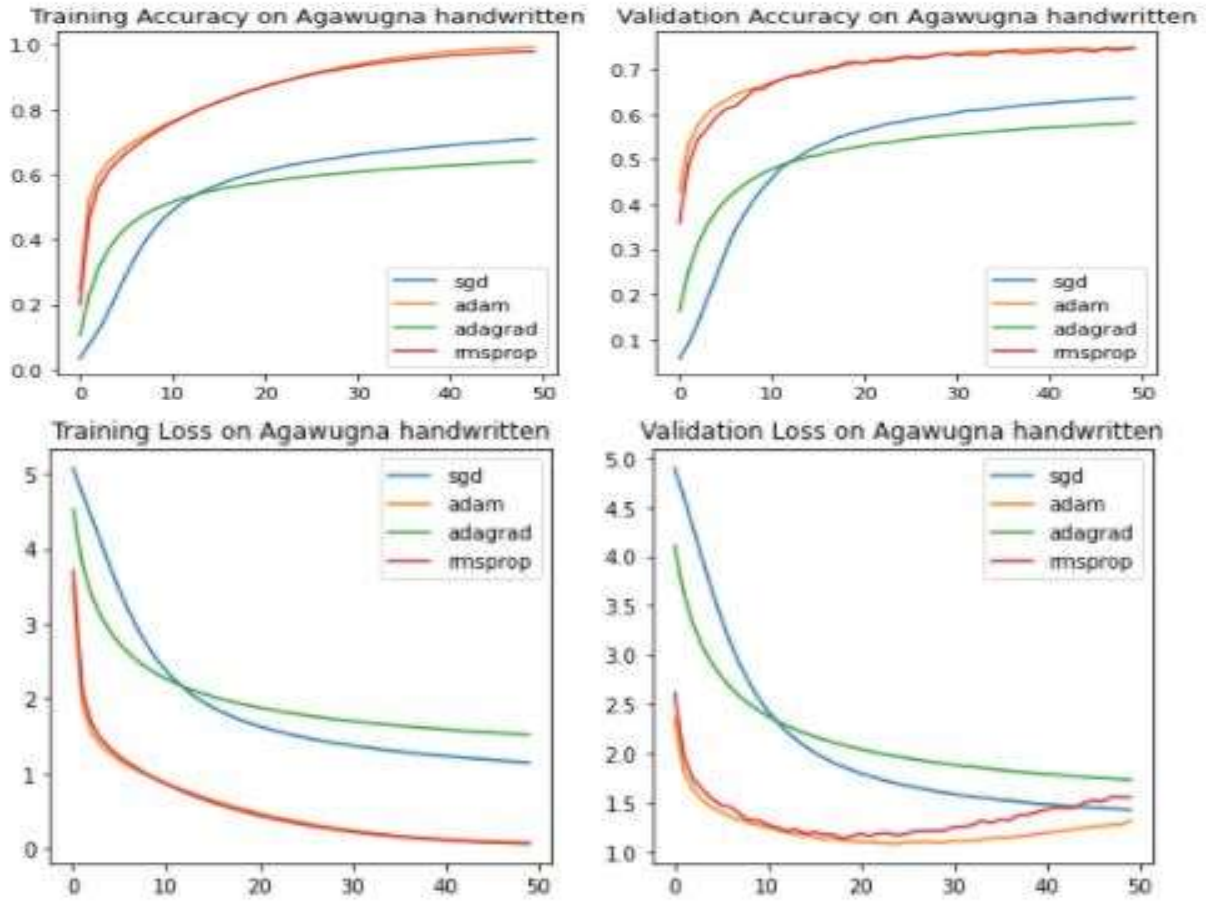 Training Accuracy on Agawugna handwritten
1.0
0.8
0.6
0.4
0.2
0.0
0 10 20 30 40 50
sgd
adam
adagrad
rmsprop
Validation Accuracy on Agawugna handwritten
0.7
0.6
0.5
0.4
0.3
0.2
0.1
0 10 20 30 40 50
sgd
adam
adagrad
rmsprop
Training Loss on Agawugna handwritten
5
4
3
2
1
0
0 10 20 30 40 50
sgd
adam
adagrad
rmsprop
Validation Loss on Agawugna handwritten
5.0
4.5
4.0
3.5
3.0
2.5
2.0
1.5
1.0
0 10 20 30 40 50
sgd
adam
adagrad
rmsprop